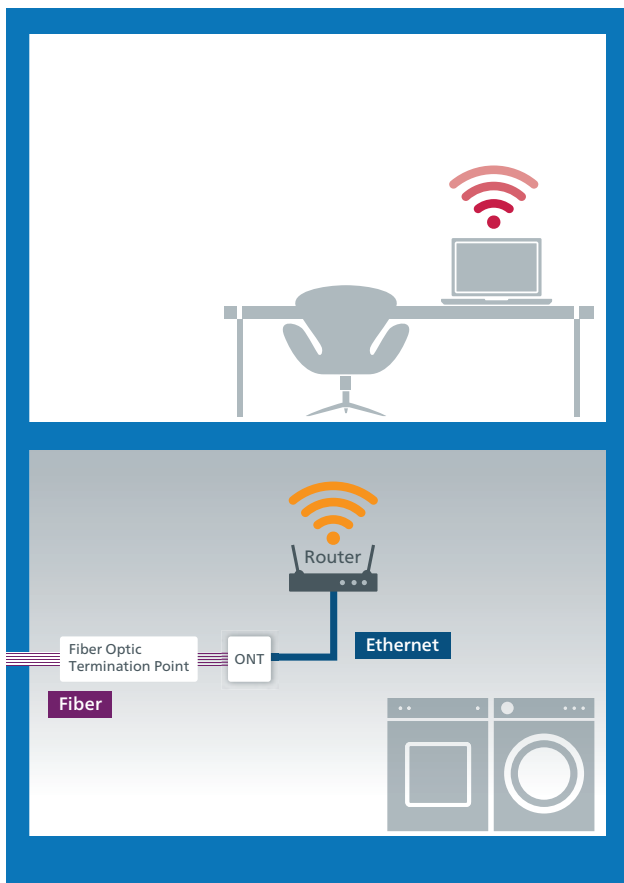 Router
Ethernet
Fiber Optic
Termination Point
ONT
Fiber